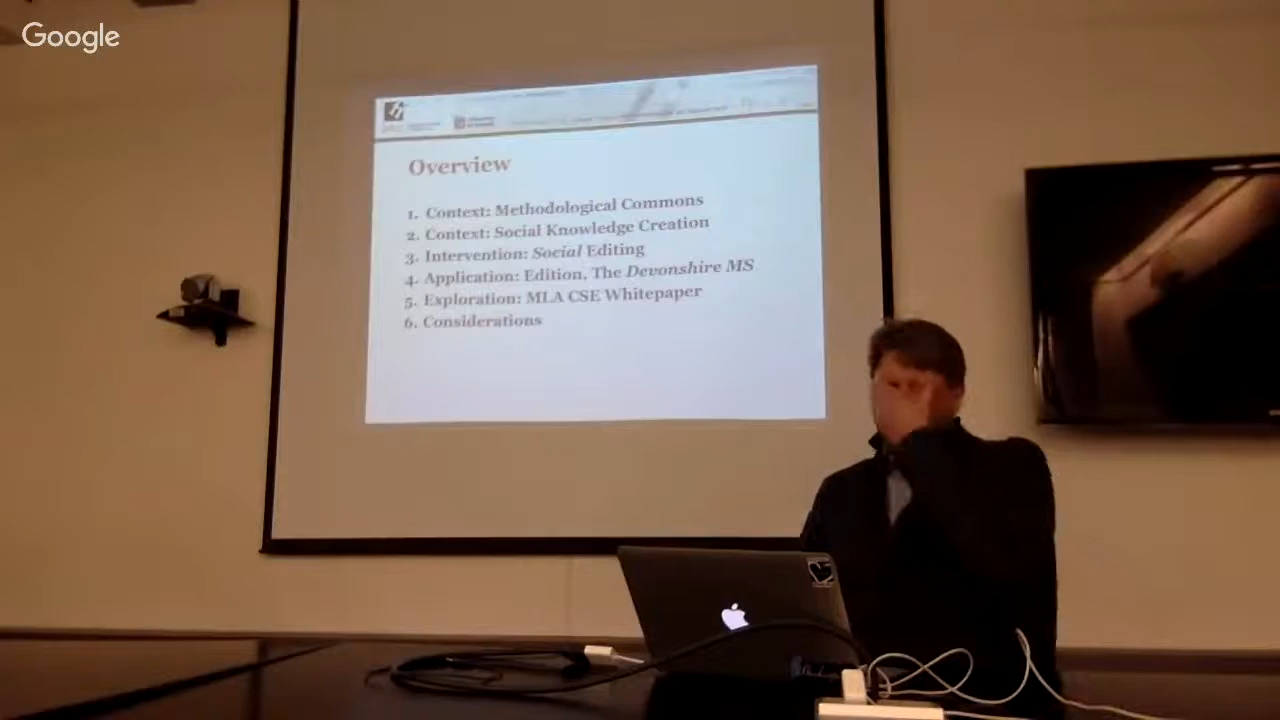 Google
Overview
1. Context: Methodological Commons
2. Context: Social Knowledge Creation
3. Intervention: Social Editing
4. Application: Edition, The Devonshire MS
5. Exploration: MLA CSE Whitepaper
6. Considerations